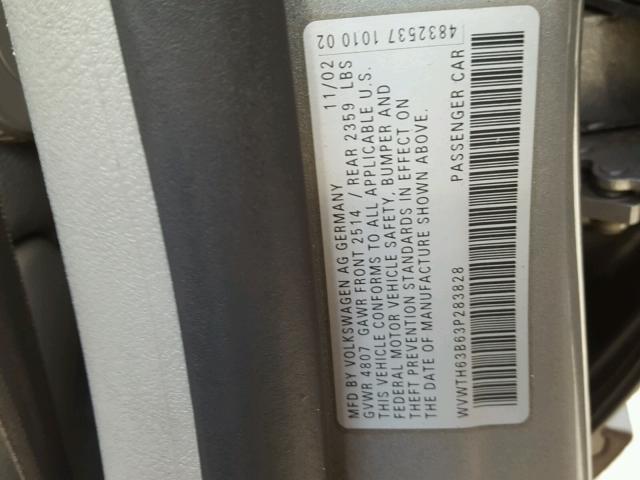 4832537 1010 02
MFD BY VOLKSWAGEN AG GERMANY 11/02
GVWR 4807 GAWR FRONT 2514 / REAR 2359 LBS
THIS VEHICLE CONFORMS TO ALL APPLICABLE U.S.
FEDERAL MOTOR VEHICLE SAFETY, BUMPER AND
THEFT PREVENTION STANDARDS IN EFFECT ON
THE DATE OF MANUFACTURE SHOWN ABOVE.
WVWTH63B63P283828 PASSENGER CAR